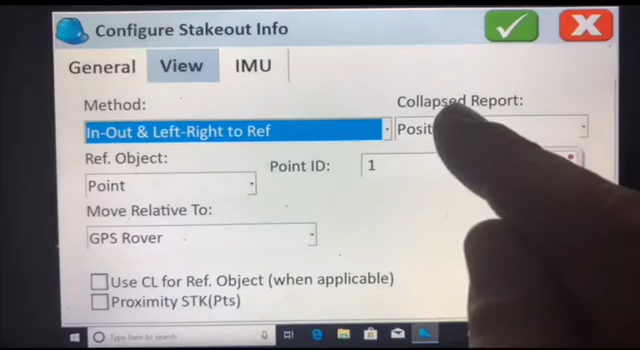 Configure Stakeout Info
General View IMU
Method: Collapsed Report:
In-Out & Left-Right to Ref
Ref. Object: Point ID: 1
Point
Move Relative To:
GPS Rover
Use CL for Ref. Object (when applicable)
Proximity STK(Pts)
Type here to search